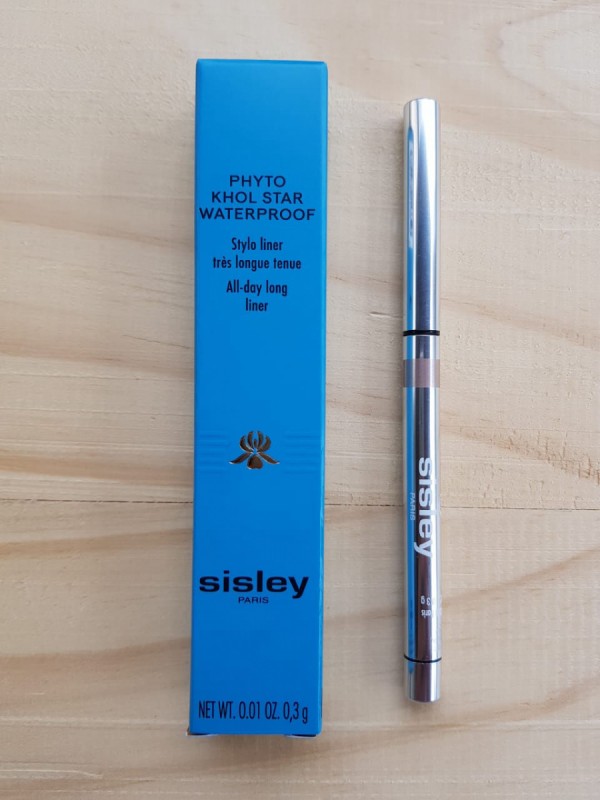 PHYTO
KHOL STAR
WATERPROOF
Stylo liner
très longue tenue
All-day long
liner
sisley
PARIS
NET WT. 0.01 OZ. 0,3 g
sisley
PARIS